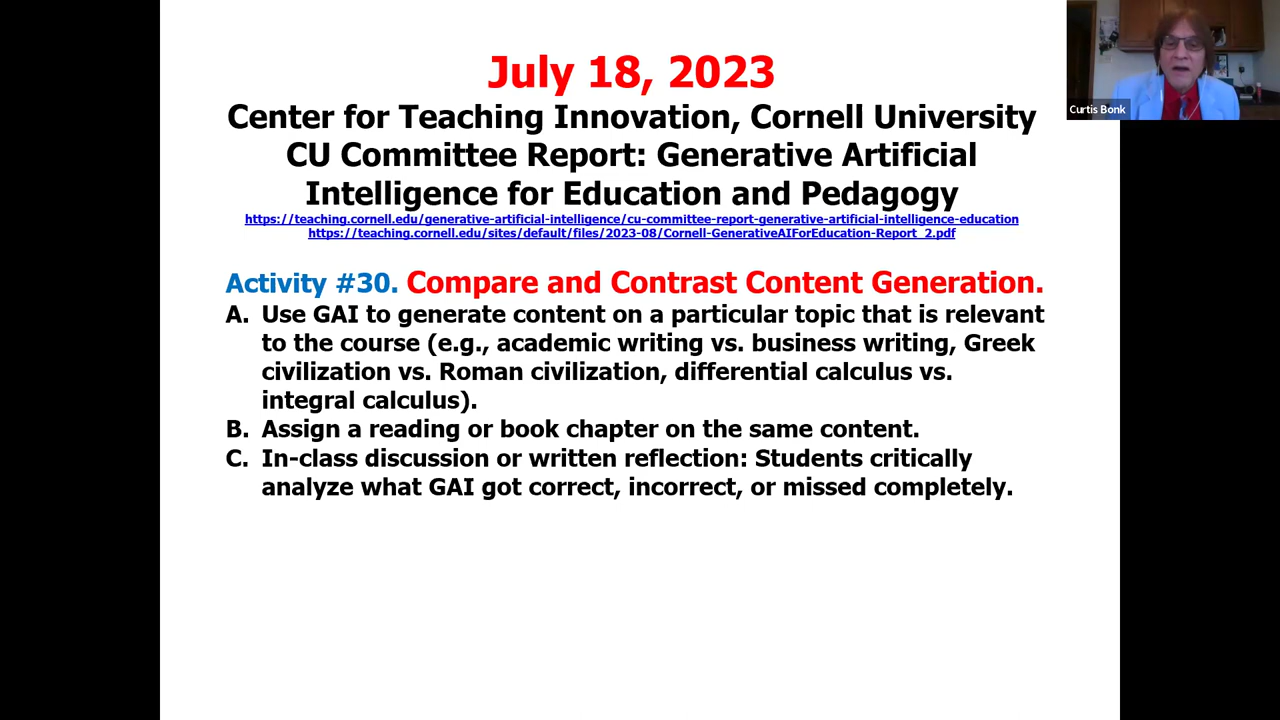 July 18, 2023
Center for Teaching Innovation, Cornell University
CU Committee Report: Generative Artificial
Intelligence for Education and Pedagogy
https://teaching.cornell.edu/generative-artificial-intelligence/cu-committee-report-generative-artificial-intelligence-education
https://teaching.cornell.edu/sites/default/files/2023-08/Cornell-GenerativeAIForEducation-Report_2.pdf
Activity #30. Compare and Contrast Content Generation.
A. Use GAI to generate content on a particular topic that is relevant
to the course (e.g., academic writing vs. business writing, Greek
civilization vs. Roman civilization, differential calculus vs.
integral calculus).
B. Assign a reading or book chapter on the same content.
C. In-class discussion or written reflection: Students critically
analyze what GAI got correct, incorrect, or missed completely.
Curtis Bonk